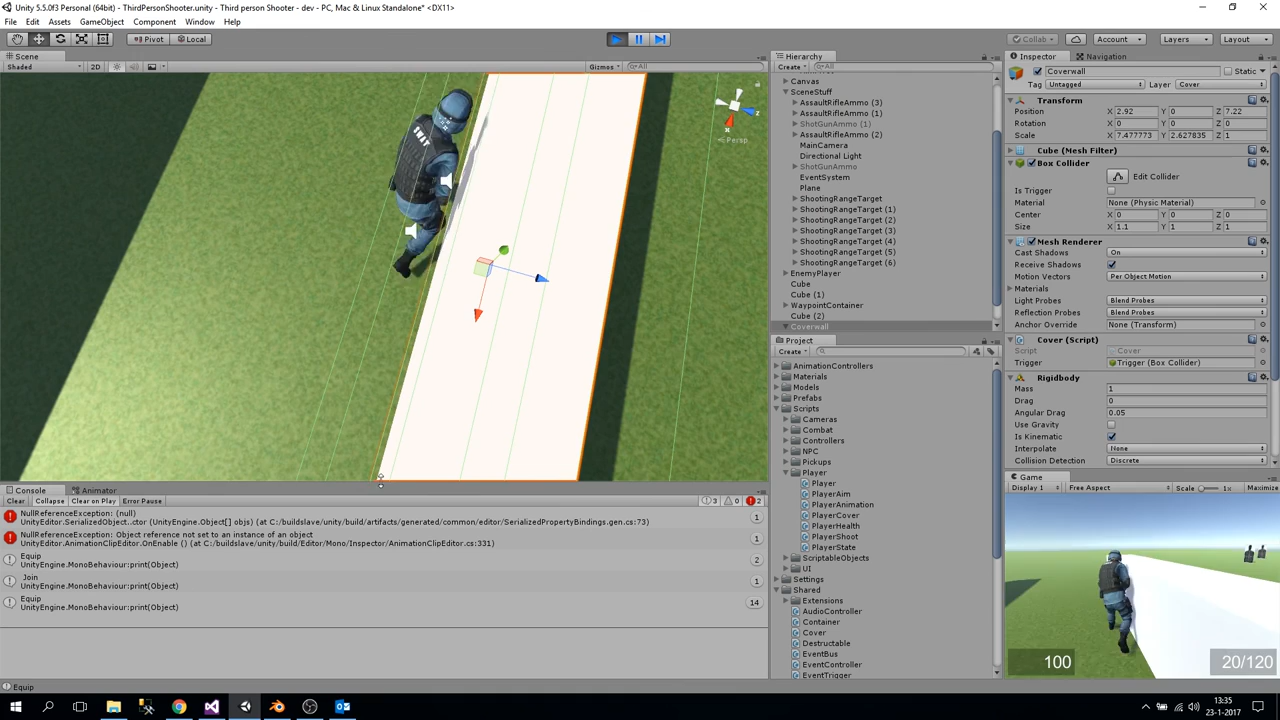 Unity 5.5.0f3 Personal (64bit) - ThirdPersonShooter.unity - Third person Shooter - dev - PC, Mac & Linux Standalone* <DX11>
File Edit Assets GameObject Component Window Help
Pivot Local Collab Account Layers Layout
Scene
Shaded 2D Gizmos All
SWAT
Persp
x
z
Hierarchy
Create All
Canvas
SceneStuff
AssaultRifleAmmo (3)
AssaultRifleAmmo (1)
ShotGunAmmo (1)
AssaultRifleAmmo (2)
MainCamera
Directional Light
ShotGunAmmo
EventSystem
Plane
ShootingRangeTarget
ShootingRangeTarget (1)
ShootingRangeTarget (2)
ShootingRangeTarget (3)
ShootingRangeTarget (4)
ShootingRangeTarget (5)
ShootingRangeTarget (6)
EnemyPlayer
Cube
Cube (1)
WaypointContainer
Cube (2)
Coverwall
Project
Create
AnimationControllers
Materials
Models
Prefabs
Scripts
Cameras
Combat
Controllers
NPC
Pickups
Player
Player
PlayerAim
PlayerAnimation
PlayerCover
PlayerHealth
PlayerShoot
PlayerState
ScriptableObjects
UI
Settings
Shared
Extensions
AudioController
Container
Cover
Destructable
EventBus
EventController
EventTrigger
Inspector Navigation
Coverwall Static
Tag Untagged Layer Cover
Transform
Position X 2.92 Y 0 Z 7.22
Rotation X 0 Y 0 Z 0
Scale X 7.477773 Y 2.627835 Z 1
Cube (Mesh Filter)
Box Collider
Edit Collider
Is Trigger
Material None (Physic Material)
Center X 0 Y 0 Z 0
Size X 1.1 Y 1 Z 1
Mesh Renderer
Cast Shadows On
Receive Shadows
Motion Vectors Per Object Motion
Materials
Light Probes Blend Probes
Reflection Probes Blend Probes
Anchor Override None (Transform)
Cover (Script)
Script Cover
Trigger Trigger (Box Collider)
Rigidbody
Mass 1
Drag 0
Angular Drag 0.05
Use Gravity
Is Kinematic
Interpolate None
Collision Detection Discrete
Game
Display 1 Free Aspect Scale 1x Maximize
100 20/120
Console Animator
Clear Collapse Clear on Play Error Pause 3 0 2
NullReferenceException: (null) 1
UnityEditor.SerializedObject..ctor (UnityEngine.Object[] objs) (at C:/buildslave/unity/build/artifacts/generated/common/editor/SerializedPropertyBindings.gen.cs:73)
NullReferenceException: Object reference not set to an instance of an object 1
UnityEditor.AnimationClipEditor.OnEnable () (at C:/buildslave/unity/build/Editor/Mono/Inspector/AnimationClipEditor.cs:331)
Equip 2
UnityEngine.MonoBehaviour:print(Object)
Join 1
UnityEngine.MonoBehaviour:print(Object)
Equip 14
UnityEngine.MonoBehaviour:print(Object)
Equip
13:35
23-1-2017